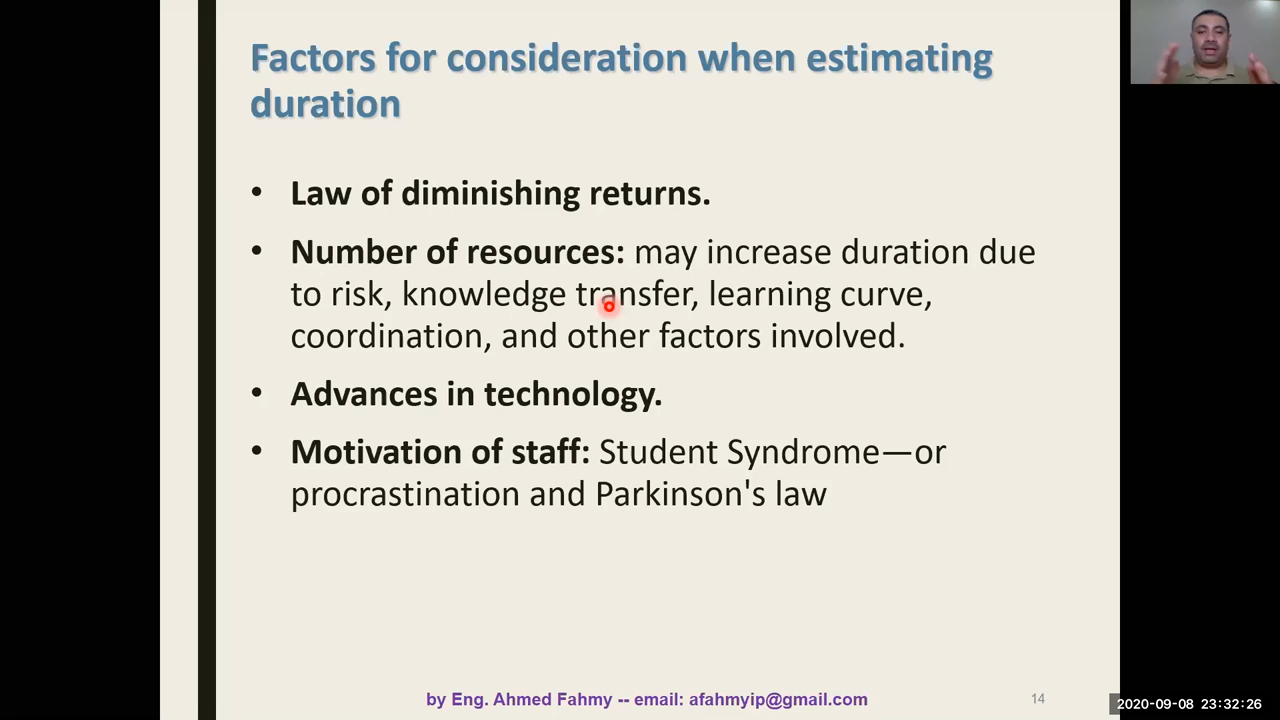 Factors for consideration when estimating
duration
• Law of diminishing returns.
• Number of resources: may increase duration due
to risk, knowledge transfer, learning curve,
coordination, and other factors involved.
• Advances in technology.
• Motivation of staff: Student Syndrome—or
procrastination and Parkinson's law
by Eng. Ahmed Fahmy -- email: afahmyip@gmail.com
14
2020-09-08 23:32:26